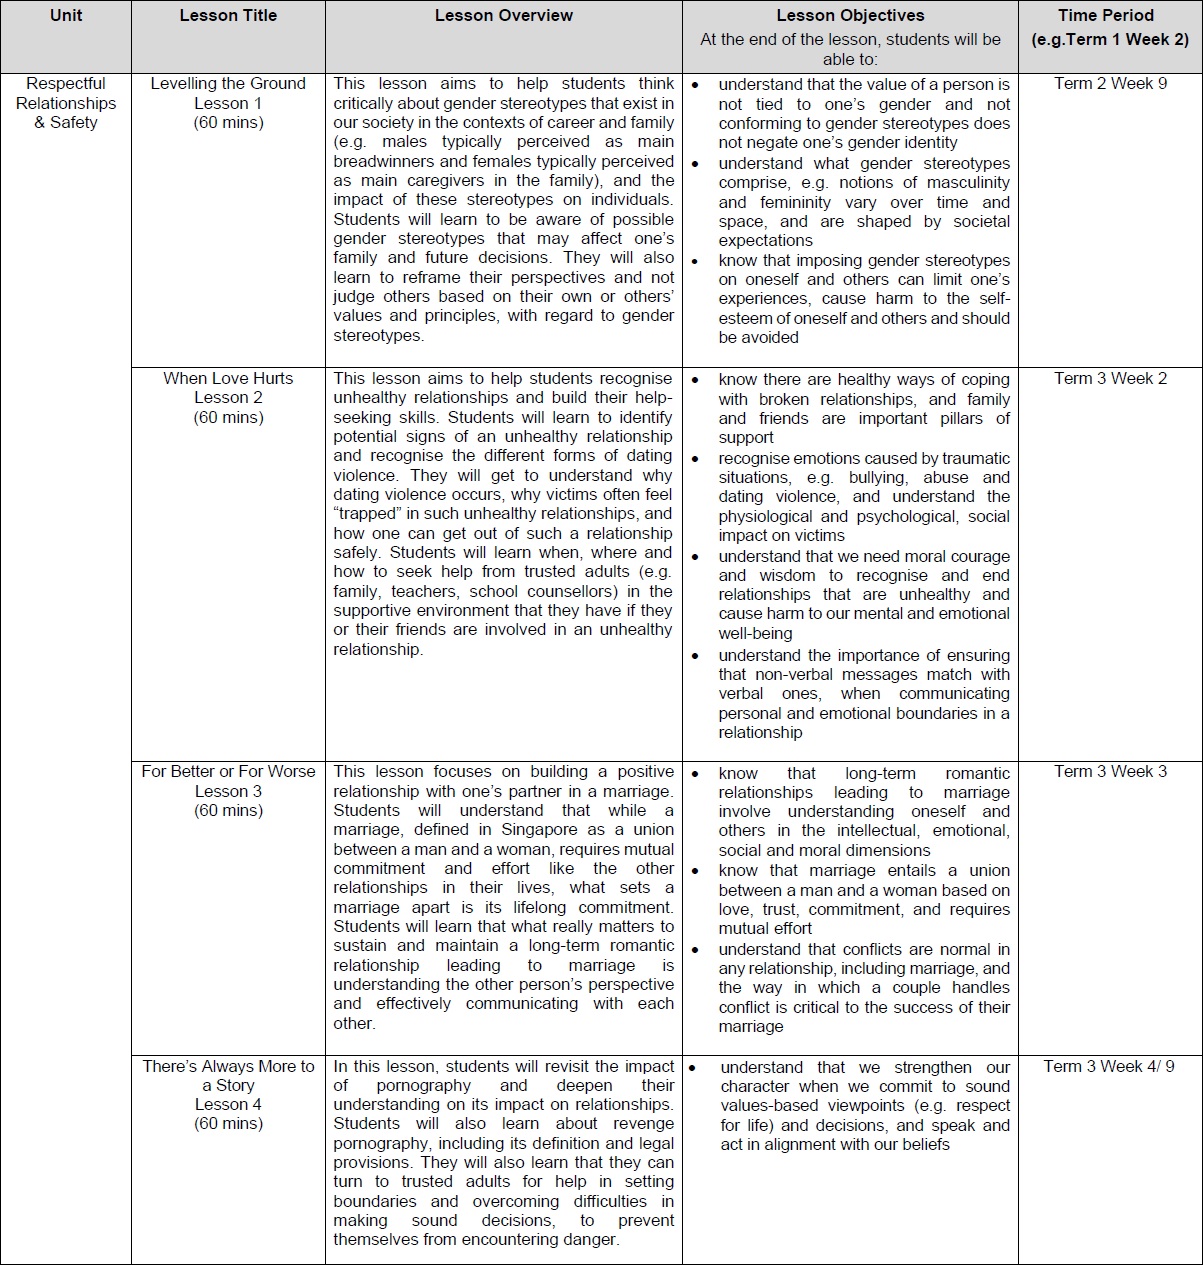 Unit
Lesson Title
Lesson Overview
Lesson Objectives
At the end of the lesson, students will be
able to:
Time Period
(e.g.Term 1 Week 2)
Respectful
Relationships
& Safety
Levelling the Ground
Lesson 1
(60 mins)
This lesson aims to help students think
critically about gender stereotypes that exist in
our society in the contexts of career and family
(e.g. males typically perceived as main
breadwinners and females typically perceived
as main caregivers in the family), and the
impact of these stereotypes on individuals.
Students will learn to be aware of possible
gender stereotypes that may affect one’s
family and future decisions. They will also
learn to reframe their perspectives and not
judge others based on their own or others’
values and principles, with regard to gender
stereotypes.
• understand that the value of a person is
not tied to one’s gender and not
conforming to gender stereotypes does
not negate one’s gender identity
• understand what gender stereotypes
comprise, e.g. notions of masculinity
and femininity vary over time and
space, and are shaped by societal
expectations
• know that imposing gender stereotypes
on oneself and others can limit one’s
experiences, cause harm to the self-
esteem of oneself and others and should
be avoided
Term 2 Week 9
When Love Hurts
Lesson 2
(60 mins)
This lesson aims to help students recognise
unhealthy relationships and build their help-
seeking skills. Students will learn to identify
potential signs of an unhealthy relationship
and recognise the different forms of dating
violence. They will get to understand why
dating violence occurs, why victims often feel
“trapped” in such unhealthy relationships, and
how one can get out of such a relationship
safely. Students will learn when, where and
how to seek help from trusted adults (e.g.
family, teachers, school counsellors) in the
supportive environment that they have if they
or their friends are involved in an unhealthy
relationship.
• know there are healthy ways of coping
with broken relationships, and family
and friends are important pillars of
support
• recognise emotions caused by traumatic
situations, e.g. bullying, abuse and
dating violence, and understand the
physiological and psychological, social
impact on victims
• understand that we need moral courage
and wisdom to recognise and end
relationships that are unhealthy and
cause harm to our mental and emotional
well-being
• understand the importance of ensuring
that non-verbal messages match with
verbal ones, when communicating
personal and emotional boundaries in a
relationship
Term 3 Week 2
For Better or For Worse
Lesson 3
(60 mins)
This lesson focuses on building a positive
relationship with one’s partner in a marriage.
Students will understand that while a
marriage, defined in Singapore as a union
between a man and a woman, requires mutual
commitment and effort like the other
relationships in their lives, what sets a
marriage apart is its lifelong commitment.
Students will learn that what really matters to
sustain and maintain a long-term romantic
relationship leading to marriage is
understanding the other person’s perspective
and effectively communicating with each
other.
• know that long-term romantic
relationships leading to marriage
involve understanding oneself and
others in the intellectual, emotional,
social and moral dimensions
• know that marriage entails a union
between a man and a woman based on
love, trust, commitment, and requires
mutual effort
• understand that conflicts are normal in
any relationship, including marriage, and
the way in which a couple handles
conflict is critical to the success of their
marriage
Term 3 Week 3
There’s Always More to
a Story
Lesson 4
(60 mins)
In this lesson, students will revisit the impact
of pornography and deepen their
understanding on its impact on relationships.
Students will also learn about revenge
pornography, including its definition and legal
provisions. They will also learn that they can
turn to trusted adults for help in setting
boundaries and overcoming difficulties in
making sound decisions, to prevent
themselves from encountering danger.
• understand that we strengthen our
character when we commit to sound
values-based viewpoints (e.g. respect
for life) and decisions, and speak and
act in alignment with our beliefs
Term 3 Week 4/ 9